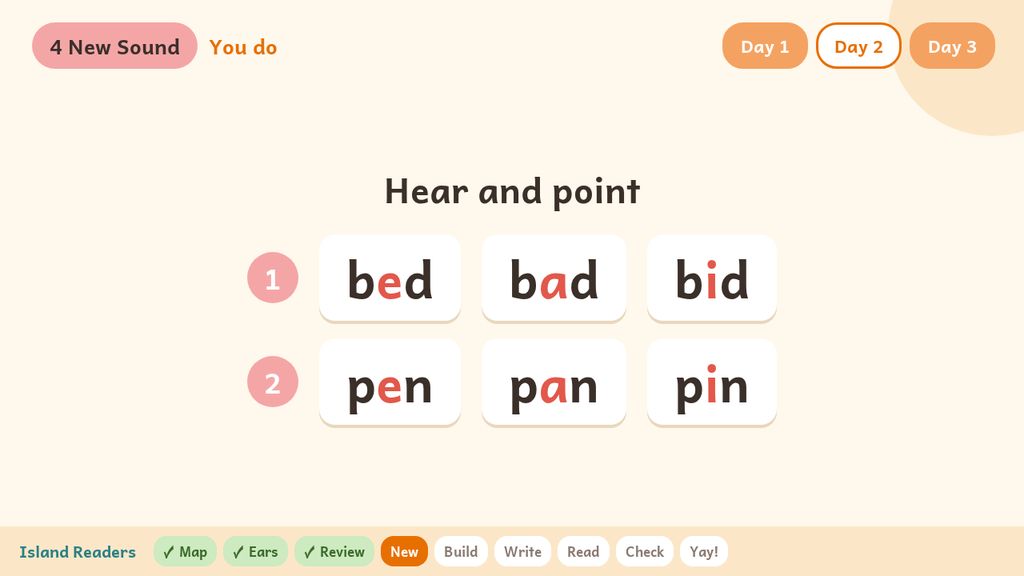 4 New Sound You do Day 1 Day 2 Day 3
Hear and point
1 bed bad bid
2 pen pan pin
Island Readers ✓ Map ✓ Ears ✓ Review New Build Write Read Check Yay!